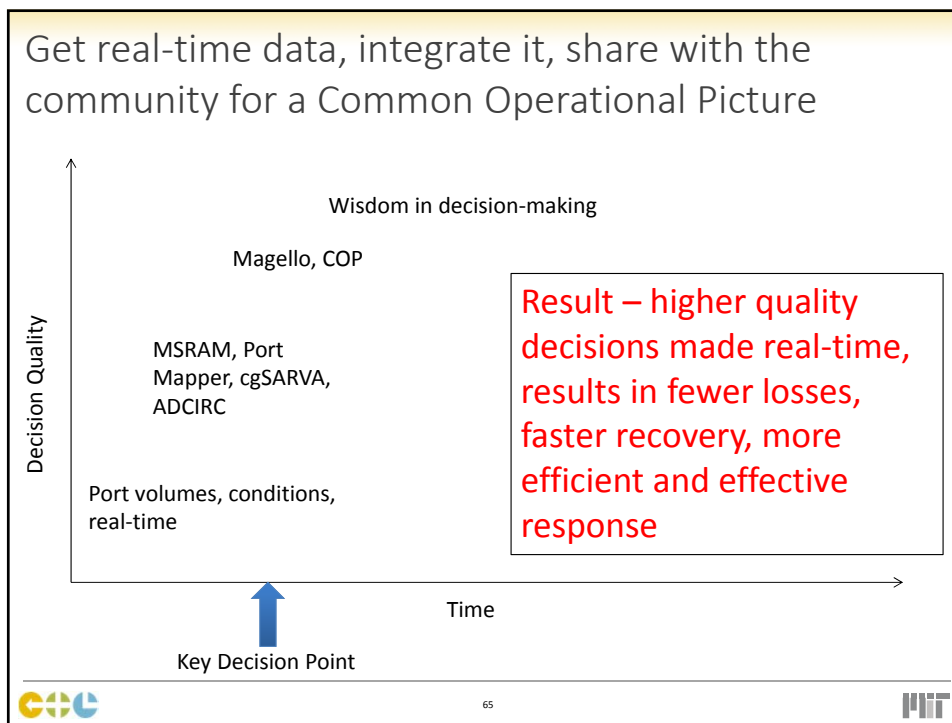 Get real-time data, integrate it, share with the
community for a Common Operational Picture
Wisdom in decision-making
Magello, COP
Result – higher quality
decisions made real-time,
results in fewer losses,
faster recovery, more
efficient and effective
response
MSRAM, Port
Mapper, cgSARVA,
ADCIRC
Decision Quality
Port volumes, conditions,
real-time
Time
Key Decision Point
65
MIT